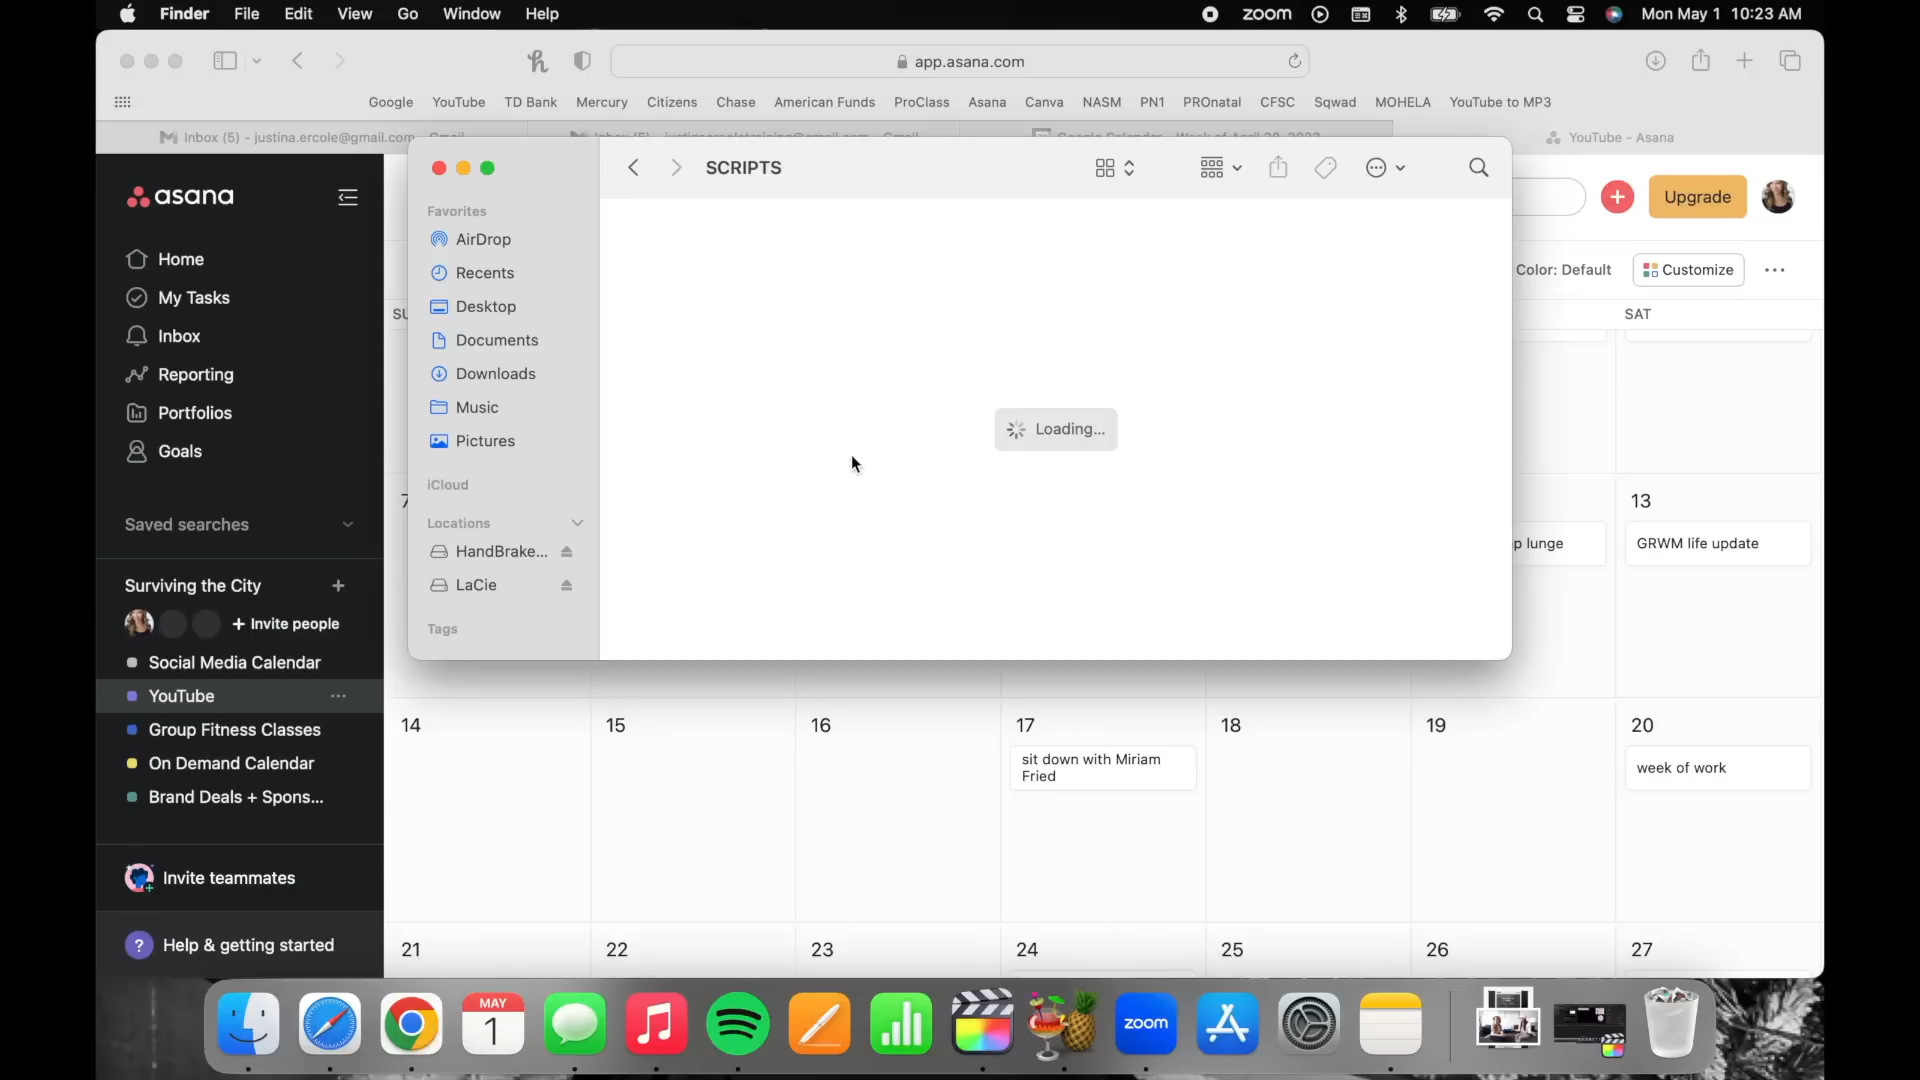 Finder File Edit View Go Window Help
zoom Mon May 1 10:23 AM
app.asana.com
Google YouTube TD Bank Mercury Citizens Chase American Funds ProClass Asana Canva NASM PN1 PROnatal CFSC Sqwad MOHELA YouTube to MP3
Inbox (5) - justina.ercole@gmail.com
YouTube - Asana
asana
Home
My Tasks
Inbox
Reporting
Portfolios
Goals
Saved searches
Surviving the City
Invite people
Social Media Calendar
YouTube
Group Fitness Classes
On Demand Calendar
Brand Deals + Spons...
Invite teammates
? Help & getting started
SCRIPTS
Favorites
AirDrop
Recents
Desktop
Documents
Downloads
Music
Pictures
iCloud
Locations
HandBrake...
LaCie
Tags
Loading...
Upgrade
Color: Default
Customize
SAT
13
p lunge
GRWM life update
14 15 16 17 18 19 20
sit down with Miriam
Fried
week of work
21 22 23 24 25 26 27
MAY
1
zoom